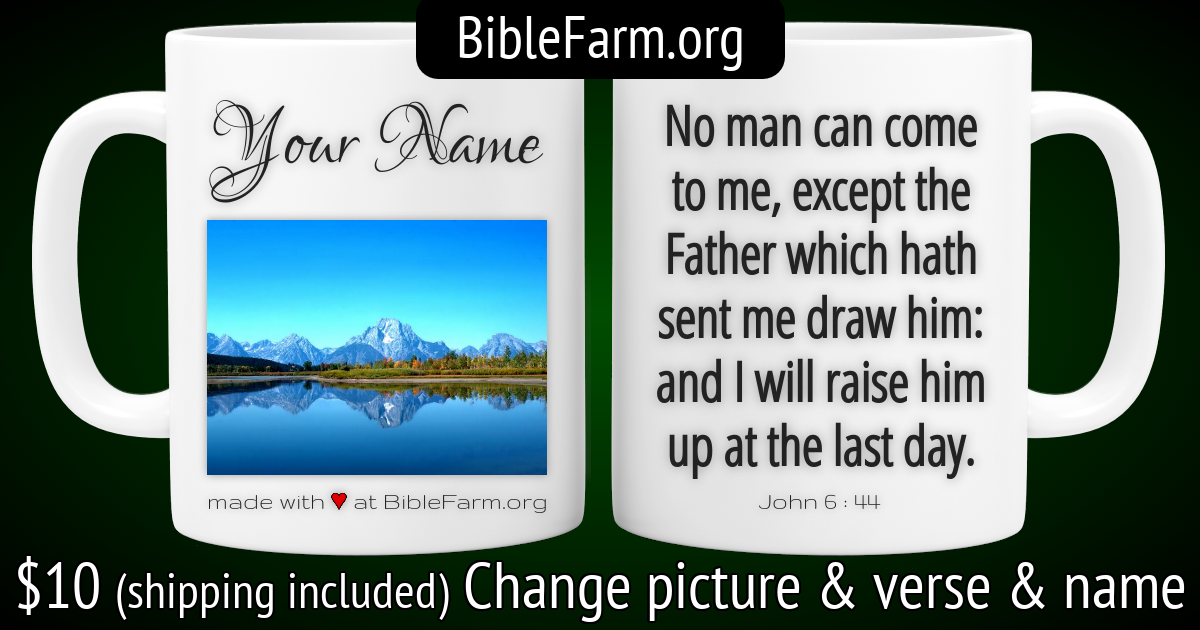 BibleFarm.org
Your Name
made with ♥ at BibleFarm.org
No man can come
to me, except the
Father which hath
sent me draw him:
and I will raise him
up at the last day.
John 6 : 44
$10 (shipping included) Change picture & verse & name